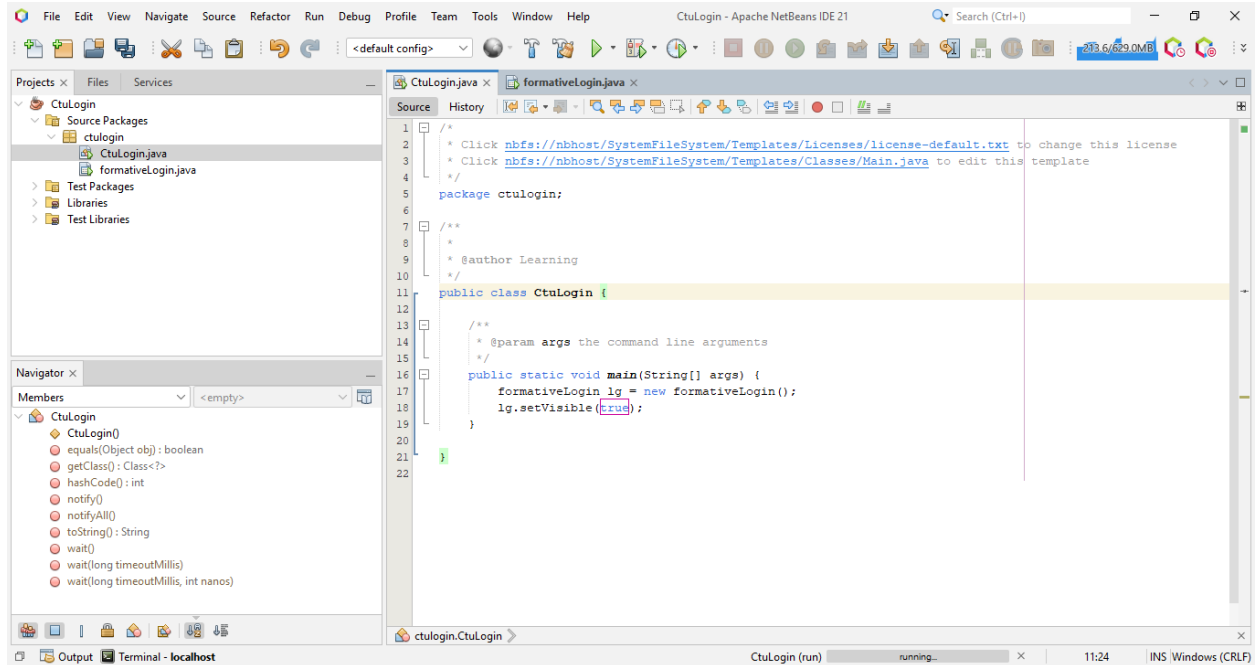 File Edit View Navigate Source Refactor Run Debug Profile Team Tools Window Help CtuLogin - Apache NetBeans IDE 21 Search (Ctrl+I)
<default config> 213.6/629.0MB
Projects Files Services
CtuLogin
Source Packages
ctulogin
CtuLogin.java
formativeLogin.java
Test Packages
Libraries
Test Libraries
Navigator
Members <empty>
CtuLogin
CtuLogin()
equals(Object obj) : boolean
getClass() : Class<?>
hashCode() : int
notify()
notifyAll()
toString() : String
wait()
wait(long timeoutMillis)
wait(long timeoutMillis, int nanos)
CtuLogin.java formativeLogin.java
Source History
1 /*
2 * Click nbfs://nbhost/SystemFileSystem/Templates/Licenses/license-default.txt to change this license
3 * Click nbfs://nbhost/SystemFileSystem/Templates/Classes/Main.java to edit this template
4 */
5 package ctulogin;
6
7 /**
8 *
9 * @author Learning
10 */
11 public class CtuLogin {
12
13 /**
14 * @param args the command line arguments
15 */
16 public static void main(String[] args) {
17 formativeLogin lg = new formativeLogin();
18 lg.setVisible(true);
19 }
20
21 }
22
ctulogin.CtuLogin
Output Terminal - localhost CtuLogin (run) running... 11:24 INS Windows (CRLF)